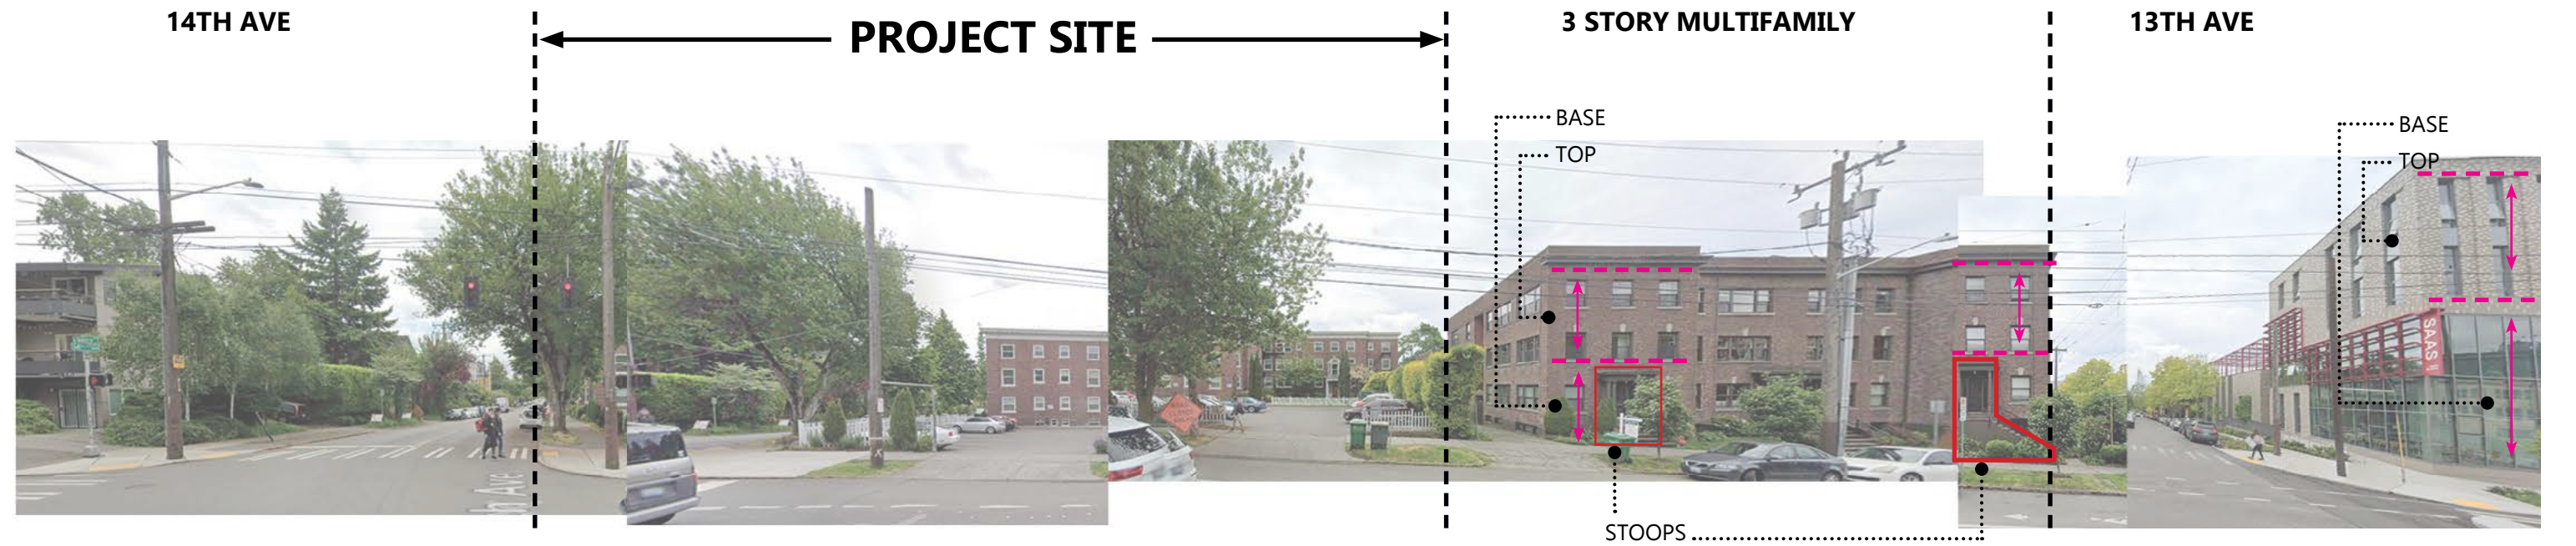 14TH AVE
PROJECT SITE
3 STORY MULTIFAMILY
13TH AVE
BASE
TOP
BASE
TOP
SAAS
STOOPS